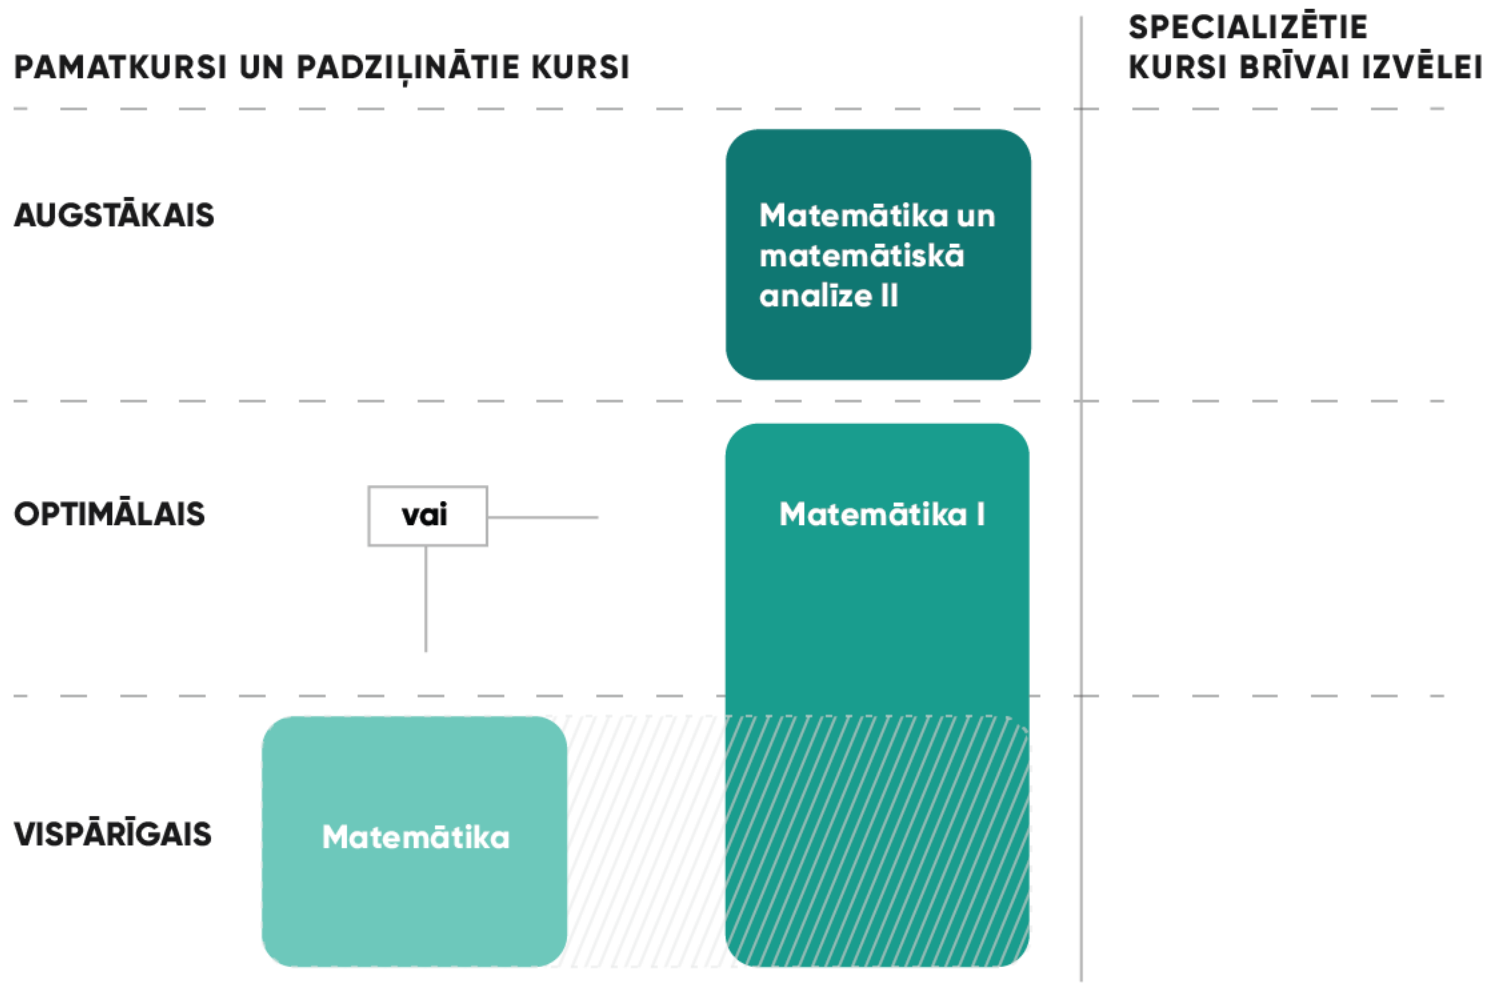 PAMATKURSI UN PADZIĻINĀTIE KURSI
SPECIALIZĒTIE
KURSI BRĪVAI IZVĒLEI
AUGSTĀKAIS
Matemātika un
matemātiskā
analīze II
OPTIMĀLAIS
vai
Matemātika I
VISPĀRĪGAIS
Matemātika